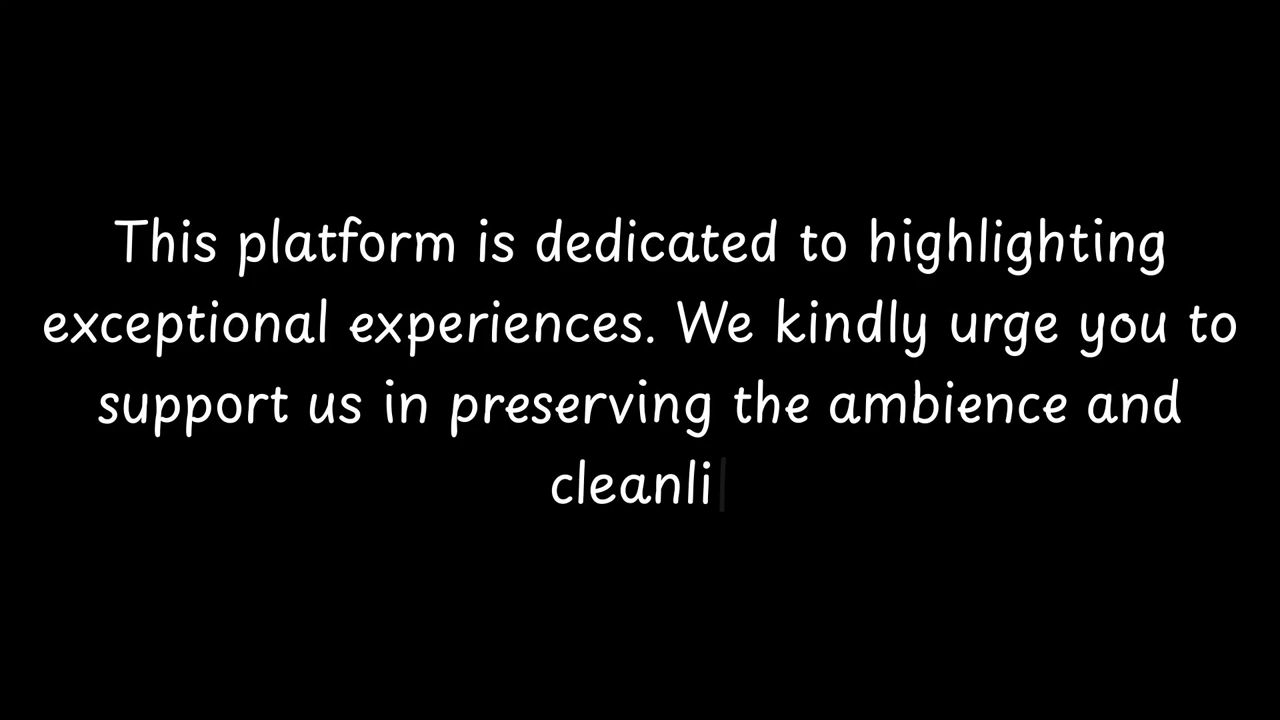 This platform is dedicated to highlighting
exceptional experiences. We kindly urge you to
support us in preserving the ambience and
cleanli